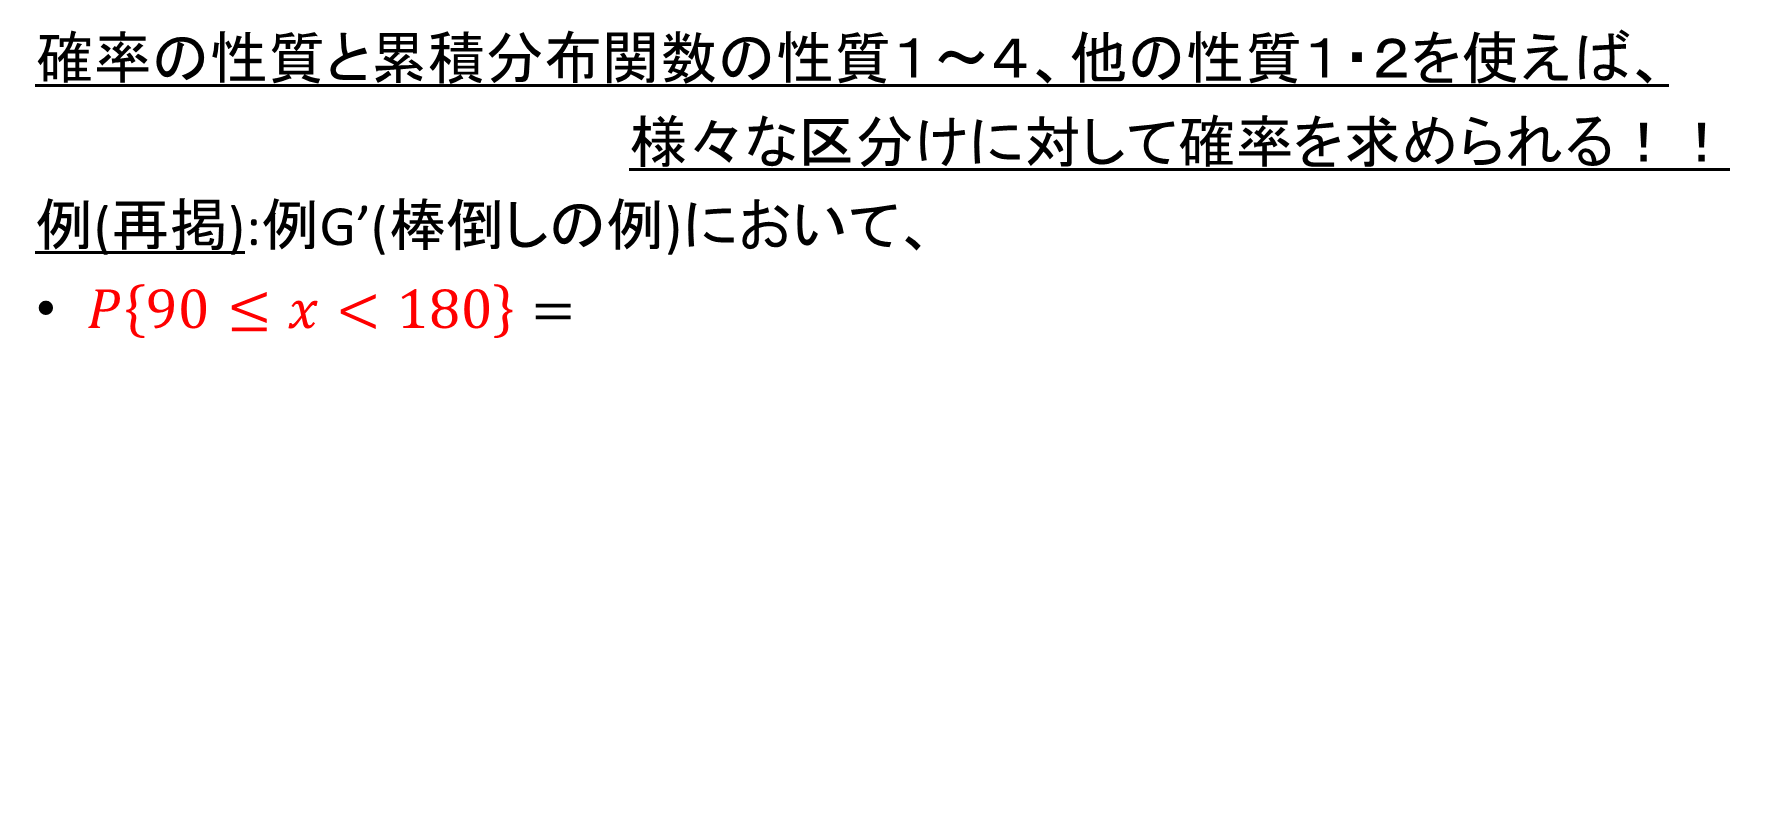 確率の性質と累積分布関数の性質１～４、他の性質１・２を使えば、
様々な区分けに対して確率を求められる！！
例(再掲):例G’(棒倒しの例)において、
• P{90 ≤ x < 180} =